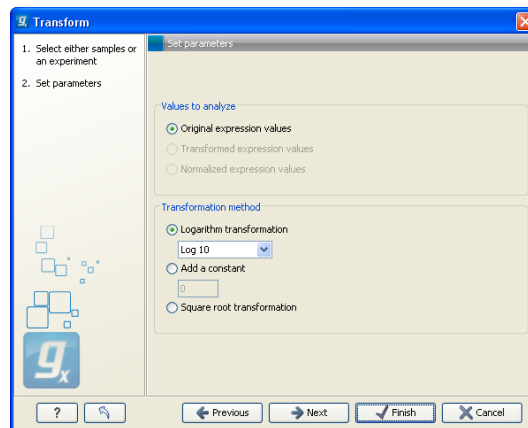 Transform
1. Select either samples or
an experiment
2. Set parameters
Set parameters
Values to analyze
Original expression values
Transformed expression values
Normalized expression values
Transformation method
Logarithm transformation
Log 10
Add a constant
0
Square root transformation
gx
?
Previous
Next
Finish
Cancel